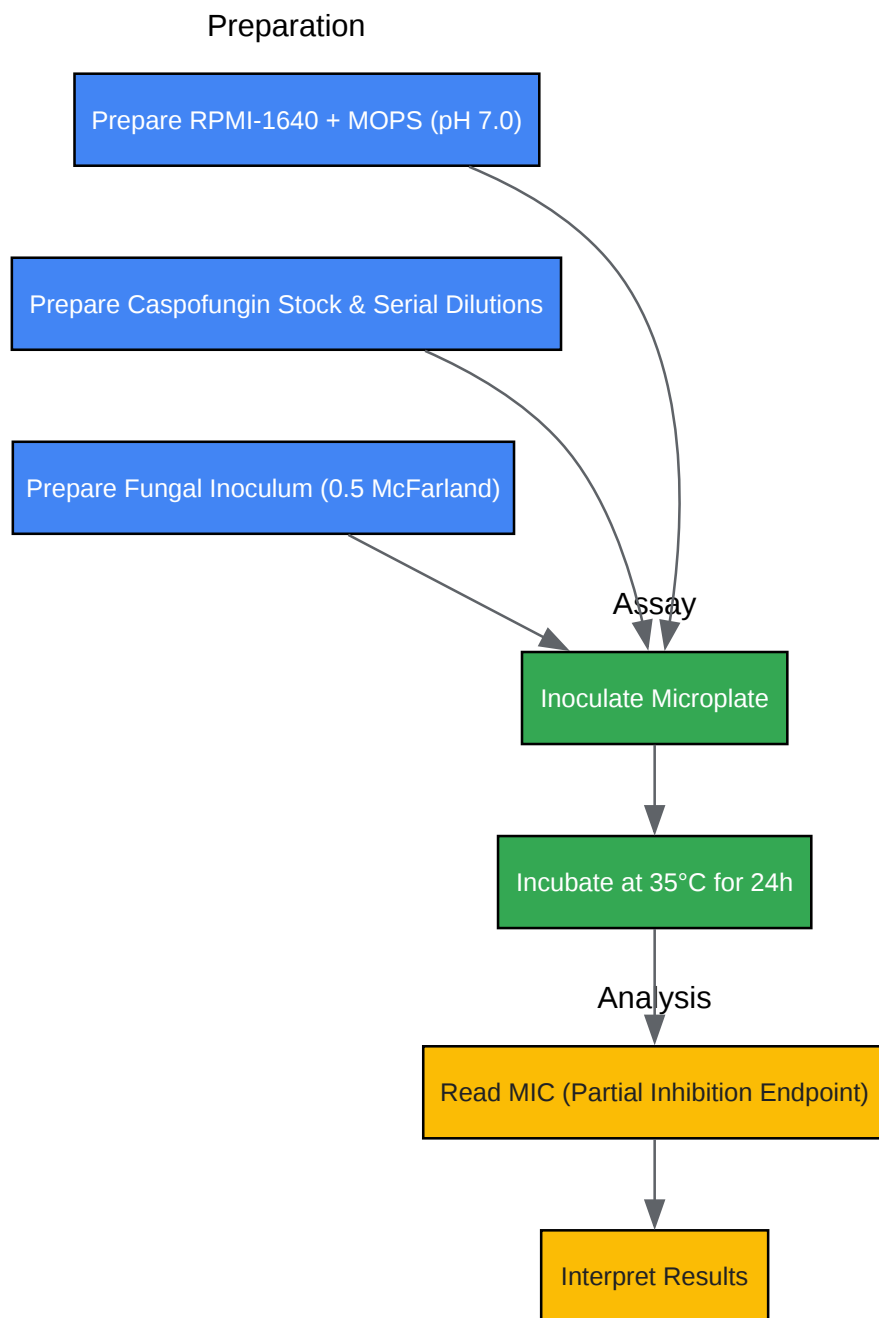 Preparation
Prepare RPMI-1640 + MOPS (pH 7.0)
Prepare Caspofungin Stock & Serial Dilutions
Prepare Fungal Inoculum (0.5 McFarland)
Assay
Inoculate Microplate
Incubate at 35°C for 24h
Analysis
Read MIC (Partial Inhibition Endpoint)
Interpret Results